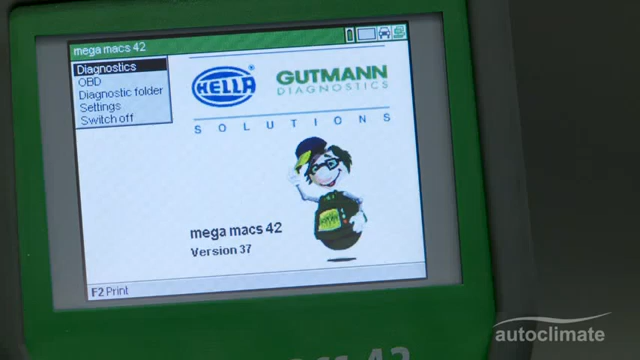 mega macs 42
Diagnostics
OBD
Diagnostic folder
Settings
Switch off
HELLA
GUTMANN
DIAGNOSTICS
SOLUTIONS
mega macs 42
Version 37
F2 Print
autoclimate